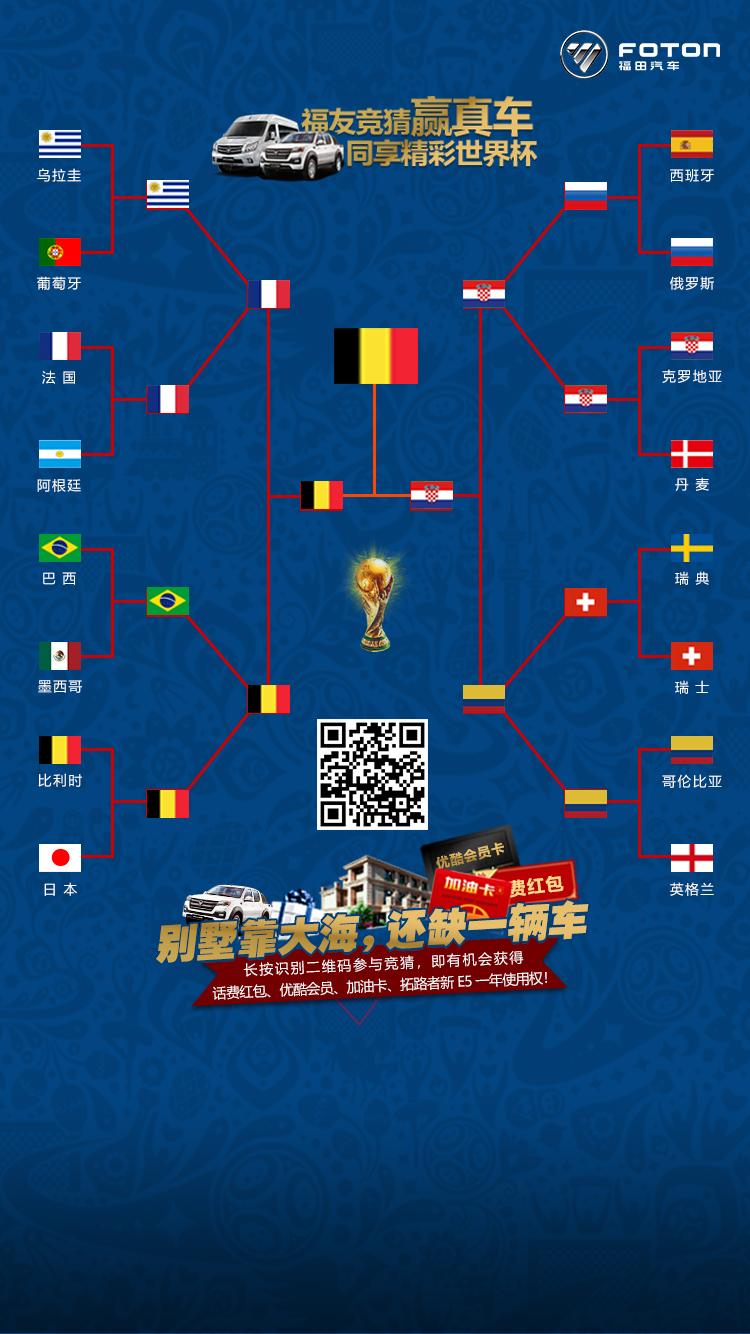 FOTON
福田汽车
福友竞猜赢真车
同享精彩世界杯
乌拉圭
西班牙
葡萄牙
俄罗斯
法 国
克罗地亚
阿根廷
丹 麦
巴 西
瑞 典
墨西哥
瑞 士
比利时
哥伦比亚
日 本
英格兰
优酷会员卡
加油卡
费红包
别墅靠大海，还缺一辆车
长按识别二维码参与竞猜，即有机会获得
话费红包、优酷会员、加油卡、拓路者新 E5 一年使用权！